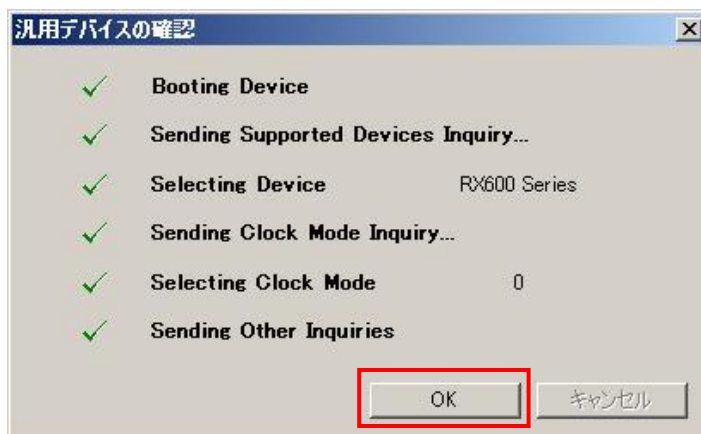 汎用デバイスの確認
Booting Device
Sending Supported Devices Inquiry...
Selecting Device RX600 Series
Sending Clock Mode Inquiry...
Selecting Clock Mode 0
Sending Other Inquiries
OK キャンセル